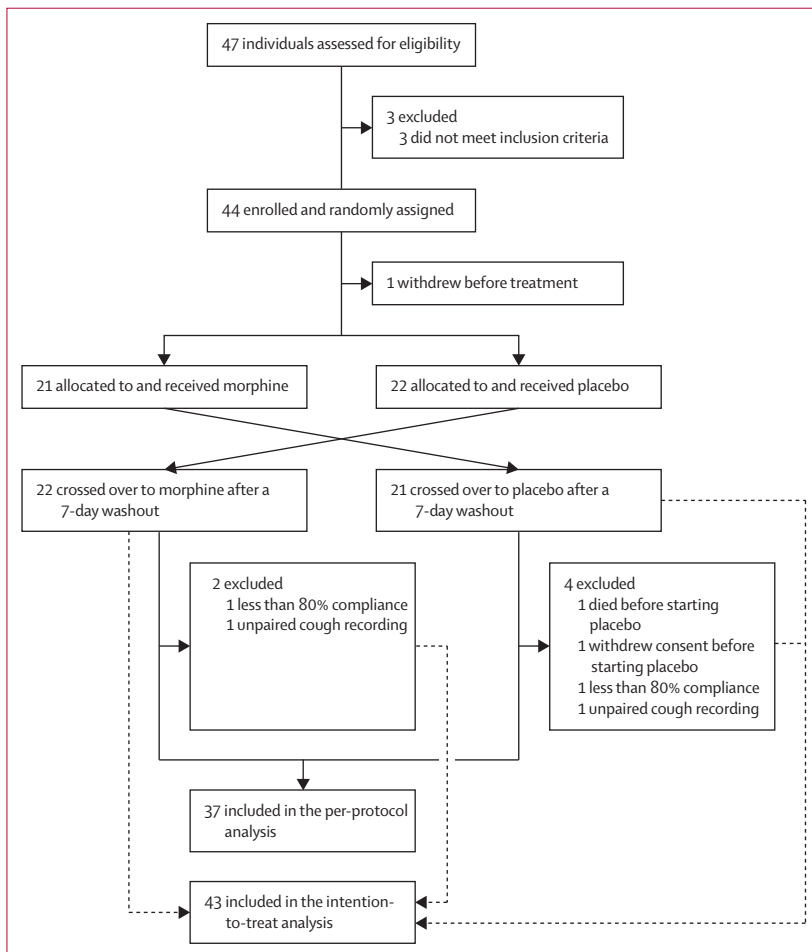 47 individuals assessed for eligibility
3 excluded
3 did not meet inclusion criteria
44 enrolled and randomly assigned
1 withdrew before treatment
21 allocated to and received morphine
22 allocated to and received placebo
22 crossed over to morphine after a
7-day washout
21 crossed over to placebo after a
7-day washout
2 excluded
1 less than 80% compliance
1 unpaired cough recording
4 excluded
1 died before starting
placebo
1 withdrew consent before
starting placebo
1 less than 80% compliance
1 unpaired cough recording
37 included in the per-protocol
analysis
43 included in the intention-
to-treat analysis